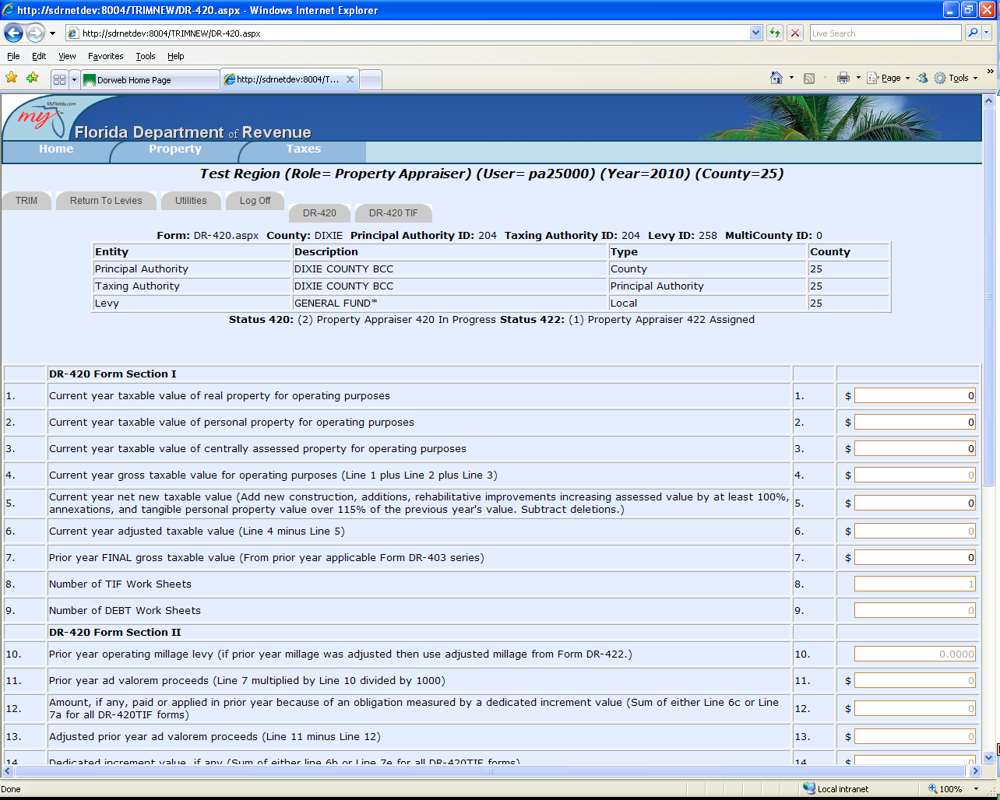 http://sdrnetdev:8004/TRIMNEW/DR-420.aspx - Windows Internet Explorer
http://sdrnetdev:8004/TRIMNEW/DR-420.aspx
Live Search
File Edit View Favorites Tools Help
Dorweb Home Page http://sdrnetdev:8004/T... Page Tools
MyFlorida.com
my
Florida Department of Revenue
Home Property Taxes
Test Region (Role= Property Appraiser) (User= pa25000) (Year=2010) (County=25)
TRIM Return To Levies Utilities Log Off
DR-420 DR-420 TIF
Form: DR-420.aspx County: DIXIE Principal Authority ID: 204 Taxing Authority ID: 204 Levy ID: 258 MultiCounty ID: 0
Entity Description Type County
Principal Authority DIXIE COUNTY BCC County 25
Taxing Authority DIXIE COUNTY BCC Principal Authority 25
Levy GENERAL FUND* Local 25
Status 420: (2) Property Appraiser 420 In Progress Status 422: (1) Property Appraiser 422 Assigned
DR-420 Form Section I
1. Current year taxable value of real property for operating purposes 1. $ 0
2. Current year taxable value of personal property for operating purposes 2. $ 0
3. Current year taxable value of centrally assessed property for operating purposes 3. $ 0
4. Current year gross taxable value for operating purposes (Line 1 plus Line 2 plus Line 3) 4. $ 0
5. Current year net new taxable value (Add new construction, additions, rehabilitative improvements increasing assessed value by at least 100%,
annexations, and tangible personal property value over 115% of the previous year's value. Subtract deletions.) 5. $ 0
6. Current year adjusted taxable value (Line 4 minus Line 5) 6. $ 0
7. Prior year FINAL gross taxable value (From prior year applicable Form DR-403 series) 7. $ 0
8. Number of TIF Work Sheets 8. 1
9. Number of DEBT Work Sheets 9. 0
DR-420 Form Section II
10. Prior year operating millage levy (if prior year millage was adjusted then use adjusted millage from Form DR-422.) 10. 0.0000
11. Prior year ad valorem proceeds (Line 7 multiplied by Line 10 divided by 1000) 11. $ 0
12. Amount, if any, paid or applied in prior year because of an obligation measured by a dedicated increment value (Sum of either Line 6c or Line
7a for all DR-420TIF forms) 12. $ 0
13. Adjusted prior year ad valorem proceeds (Line 11 minus Line 12) 13. $ 0
14. Dedicated increment value, if any (Sum of either line 6b or Line 7e for all DR-420TIF forms) 14. $ 0
Done Local intranet 100%